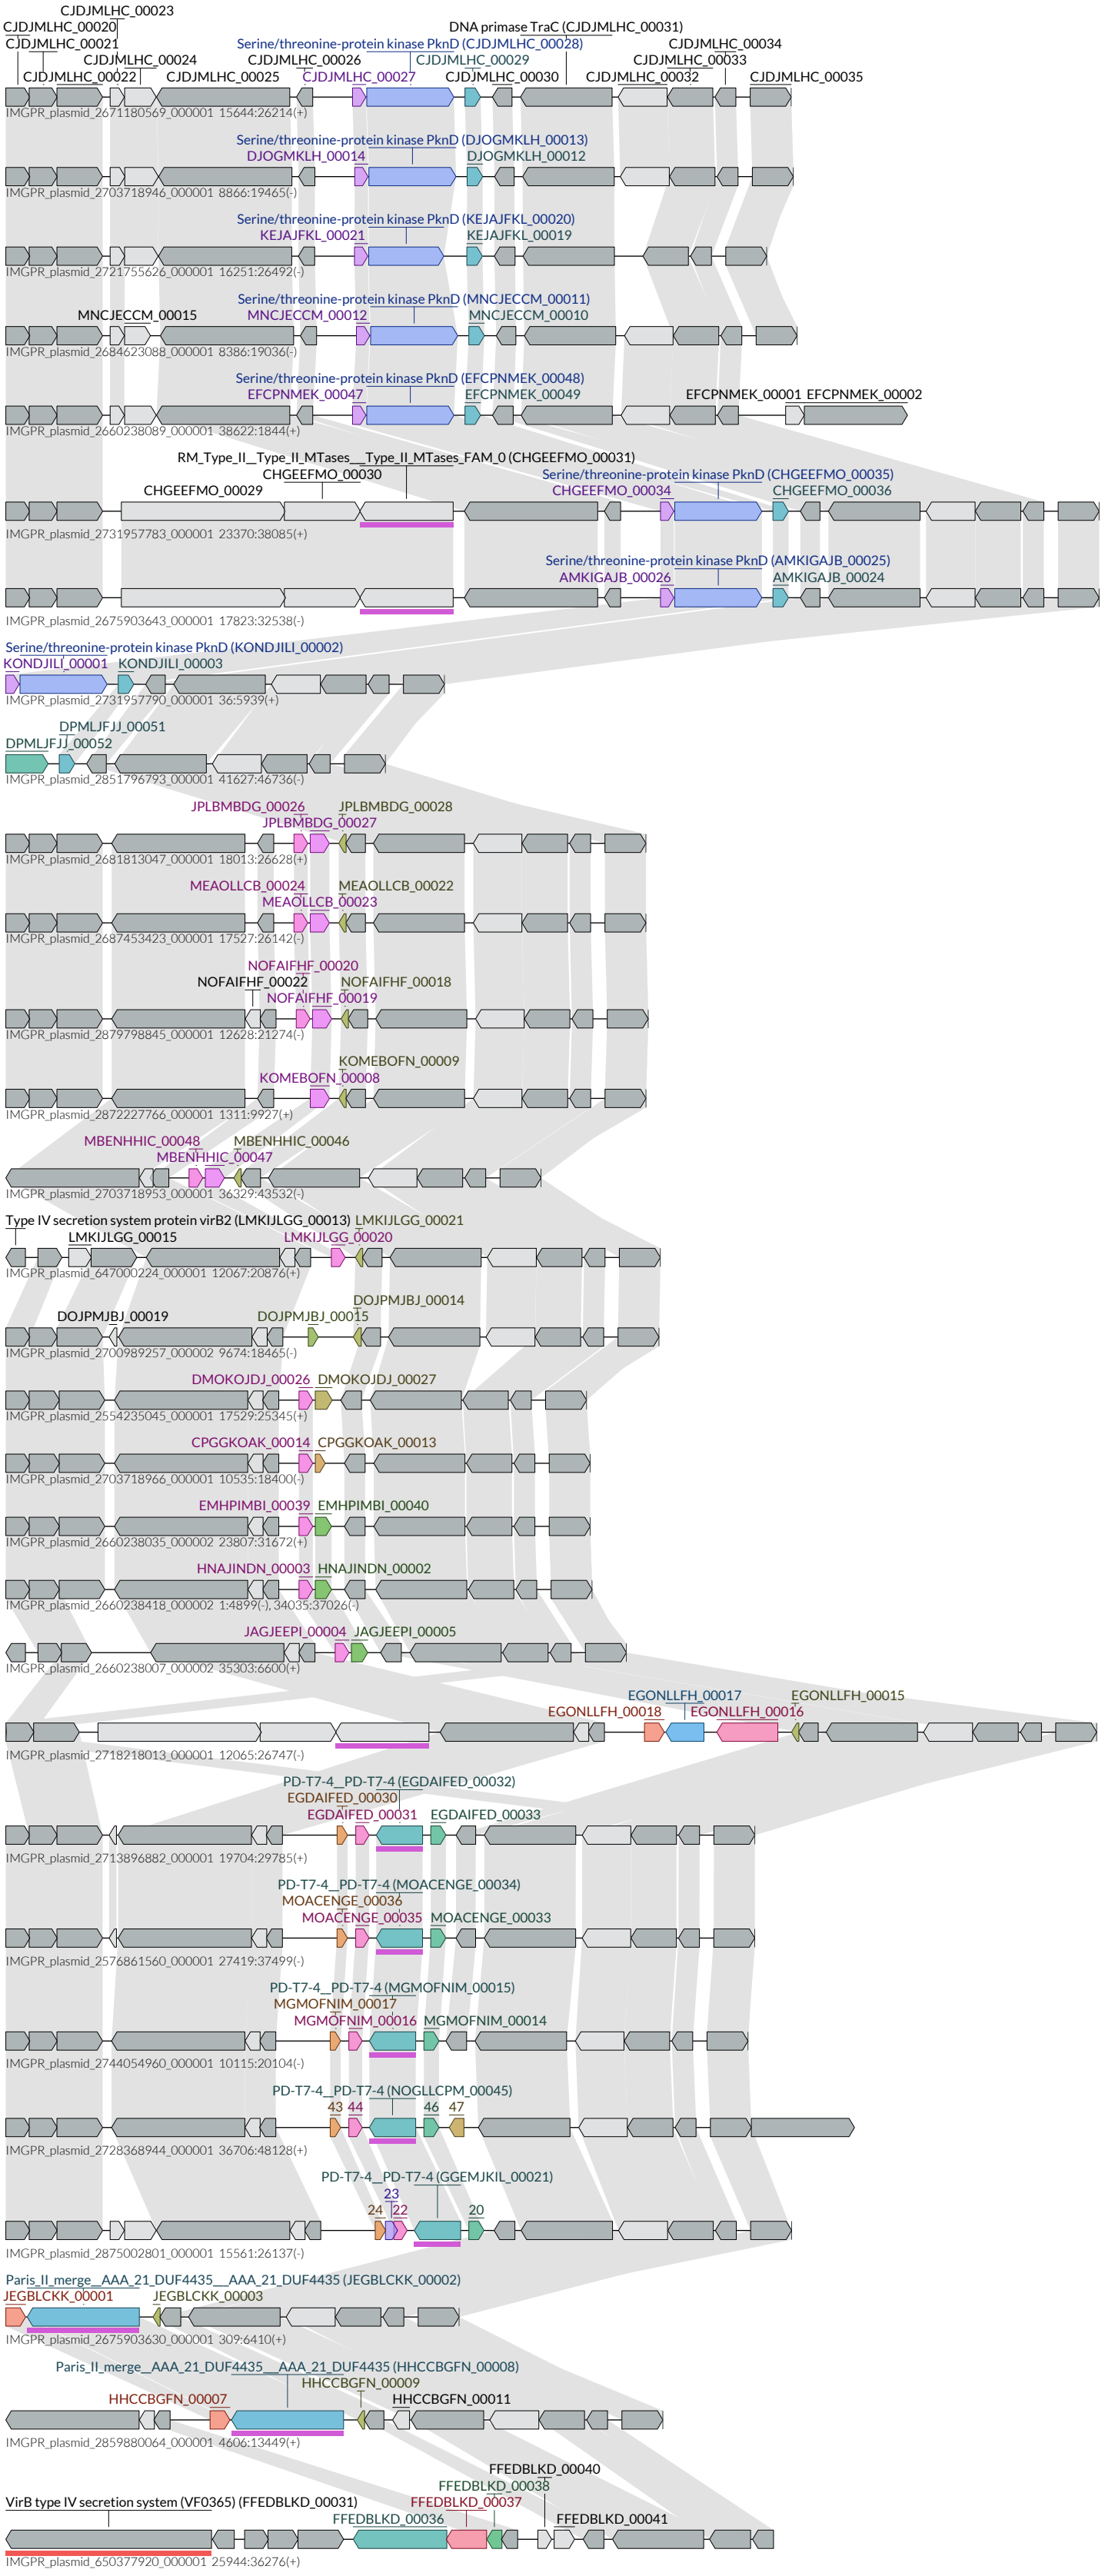 CJDJMLHC_00023
CJDJMLHC_00020 DNA primase TraC (CJDJMLHC_00031)
CJDJMLHC_00021 Serine/threonine-protein kinase PknD (CJDJMLHC_00028) CJDJMLHC_00034
CJDJMLHC_00024 CJDJMLHC_00026 CJDJMLHC_00029 CJDJMLHC_00033
CJDJMLHC_00022 CJDJMLHC_00025 CJDJMLHC_00027 CJDJMLHC_00030 CJDJMLHC_00032 CJDJMLHC_00035
IMGPR_plasmid_2671180569_000001 15644:26214(+)
Serine/threonine-protein kinase PknD (DJOGMKLH_00013)
DJOGMKLH_00014 DJOGMKLH_00012
IMGPR_plasmid_2703718946_000001 8866:19465(-)
Serine/threonine-protein kinase PknD (KEJAJFKL_00020)
KEJAJFKL_00021 KEJAJFKL_00019
IMGPR_plasmid_2721755626_000001 16251:26492(-)
Serine/threonine-protein kinase PknD (MNCJECCM_00011)
MNCJECCM_00015 MNCJECCM_00012 MNCJECCM_00010
IMGPR_plasmid_2684623088_000001 8386:19036(-)
Serine/threonine-protein kinase PknD (EFCPNMEK_00048)
EFCPNMEK_00047 EFCPNMEK_00049 EFCPNMEK_00001 EFCPNMEK_00002
IMGPR_plasmid_2660238089_000001 38622:1844(+)
RM_Type_II__Type_II_MTases___Type_II_MTases_FAM_0 (CHGEEFMO_00031)
CHGEEFMO_00030 Serine/threonine-protein kinase PknD (CHGEEFMO_00035)
CHGEEFMO_00029 CHGEEFMO_00034 CHGEEFMO_00036
IMGPR_plasmid_2731957783_000001 23370:38085(+)
Serine/threonine-protein kinase PknD (AMKIGAJB_00025)
AMKIGAJB_00026 AMKIGAJB_00024
IMGPR_plasmid_2675903643_000001 17823:32538(-)
Serine/threonine-protein kinase PknD (KONDJILI_00002)
KONDJILI_00001 KONDJILI_00003
IMGPR_plasmid_2731957790_000001 36:5939(+)
DPMLJFJJ_00051
DPMLJFJJ_00052
IMGPR_plasmid_2851796793_000001 41627:46736(-)
JPLBMBDG_00026 JPLBMBDG_00028
JPLBMBDG_00027
IMGPR_plasmid_2681813047_000001 18013:26628(+)
MEAOLLCB_00024 MEAOLLCB_00022
MEAOLLCB_00023
IMGPR_plasmid_2687453423_000001 17527:26142(-)
NOFAIFHF_00020
NOFAIFHF_00022 NOFAIFHF_00018
NOFAIFHF_00019
IMGPR_plasmid_2879798845_000001 12628:21274(-)
KOMEBOFN_00009
KOMEBOFN_00008
IMGPR_plasmid_2872227766_000001 1311:9927(+)
MBENHHIC_00048 MBENHHIC_00046
MBENHHIC_00047
IMGPR_plasmid_2703718953_000001 36329:43532(-)
Type IV secretion system protein virB2 (LMKIJLGG_00013) LMKIJLGG_00021
LMKIJLGG_00015 LMKIJLGG_00020
IMGPR_plasmid_647000224_000001 12067:20876(+)
DOJPMJBJ_00014
DOJPMJBJ_00019 DOJPMJBJ_00015
IMGPR_plasmid_2700989257_000002 9674:18465(-)
DMOKOJDJ_00026 DMOKOJDJ_00027
IMGPR_plasmid_2554235045_000001 17529:25345(+)
CPGGKOAK_00014 CPGGKOAK_00013
IMGPR_plasmid_2703718966_000001 10535:18400(-)
EMHPIMBI_00039 EMHPIMBI_00040
IMGPR_plasmid_2660238035_000002 23807:31672(+)
HNAJINDN_00003 HNAJINDN_00002
IMGPR_plasmid_2660238418_000002 1:4899(-), 34035:37026(-)
JAGJEEPI_00004 JAGJEEPI_00005
IMGPR_plasmid_2660238007_000002 35303:6600(+)
EGONLLFH_00017 EGONLLFH_00015
EGONLLFH_00018 EGONLLFH_00016
IMGPR_plasmid_2718218013_000001 12065:26747(-)
PD-T7-4__PD-T7-4 (EGDAIFED_00032)
EGDAIFED_00030
EGDAIFED_00031 EGDAIFED_00033
IMGPR_plasmid_2713896882_000001 19704:29785(+)
PD-T7-4__PD-T7-4 (MOACENGE_00034)
MOACENGE_00036
MOACENGE_00035 MOACENGE_00033
IMGPR_plasmid_2576861560_000001 27419:37499(-)
PD-T7-4__PD-T7-4 (MGMOFNIM_00015)
MGMOFNIM_00017
MGMOFNIM_00016 MGMOFNIM_00014
IMGPR_plasmid_2744054960_000001 10115:20104(-)
PD-T7-4__PD-T7-4 (NOGLLCPM_00045)
43 44 46 47
IMGPR_plasmid_2728368944_000001 36706:48128(+)
PD-T7-4__PD-T7-4 (GGEMJKIL_00021)
23
24 22 20
IMGPR_plasmid_2875002801_000001 15561:26137(-)
Paris_II_merge__AAA_21_DUF4435___AAA_21_DUF4435 (JEGBLCKK_00002)
JEGBLCKK_00001 JEGBLCKK_00003
IMGPR_plasmid_2675903630_000001 309:6410(+)
Paris_II_merge__AAA_21_DUF4435___AAA_21_DUF4435 (HHCCBGFN_00008)
HHCCBGFN_00009
HHCCBGFN_00007 HHCCBGFN_00011
IMGPR_plasmid_2859880064_000001 4606:13449(+)
FFEDBLKD_00040
FFEDBLKD_00038
VirB type IV secretion system (VF0365) (FFEDBLKD_00031) FFEDBLKD_00037
FFEDBLKD_00036 FFEDBLKD_00041
IMGPR_plasmid_650377920_000001 25944:36276(+)